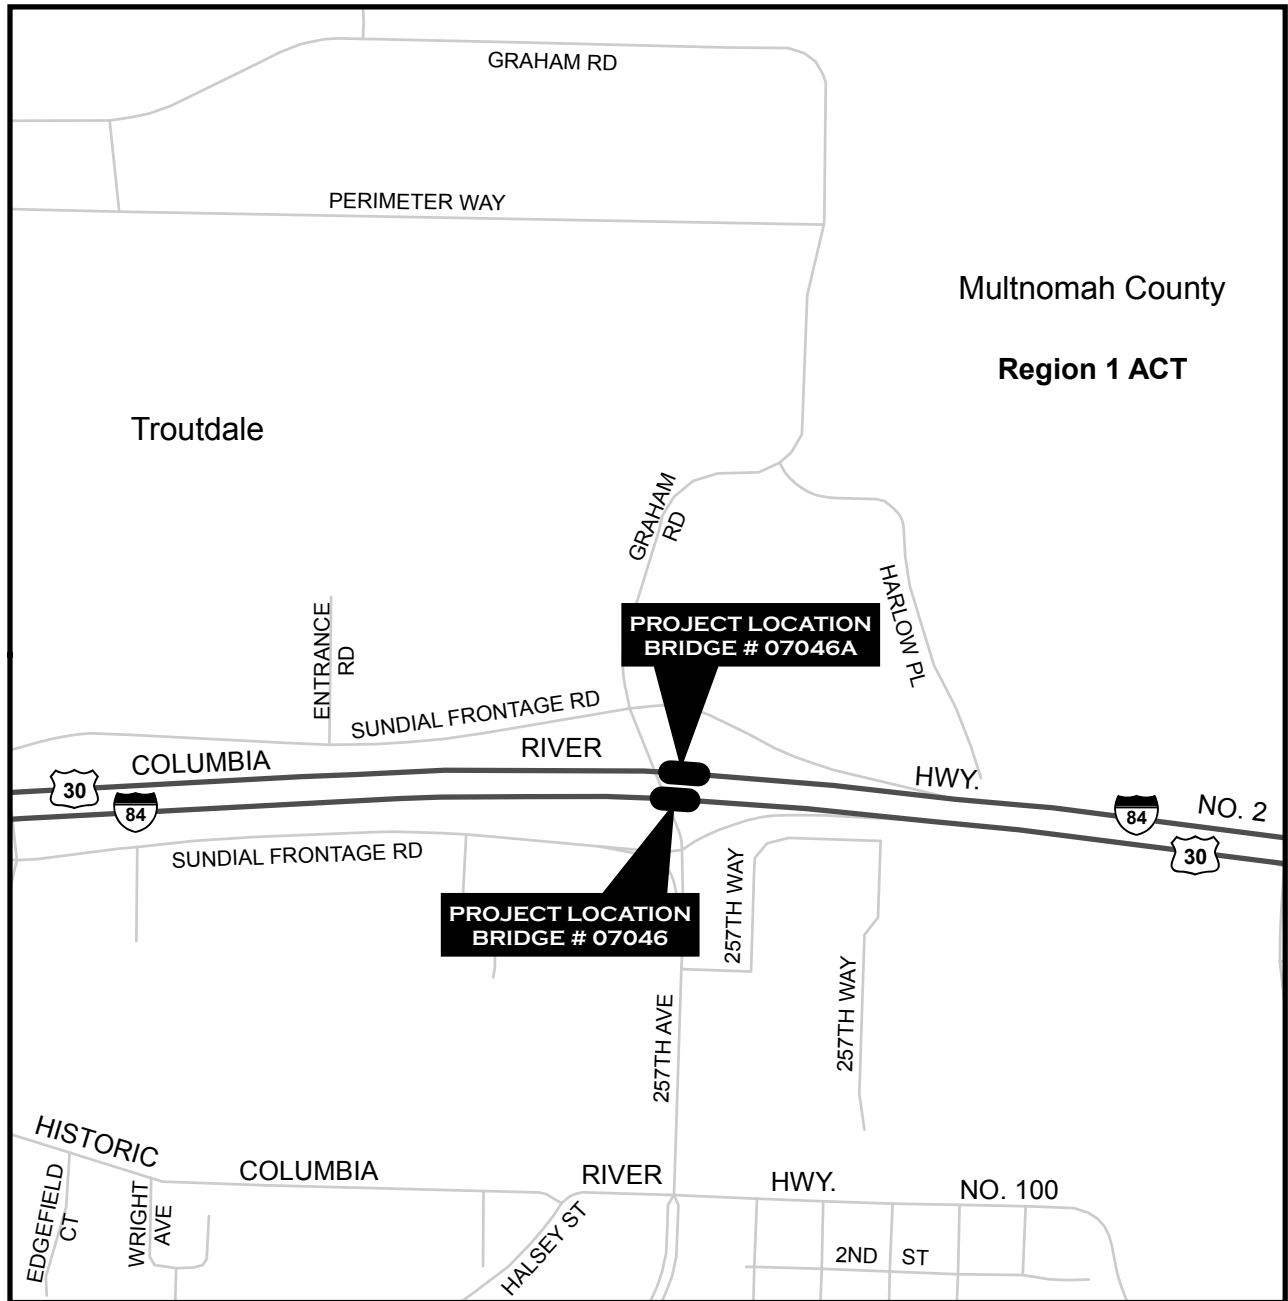 GRAHAM RD
PERIMETER WAY
Multnomah County
Region 1 ACT
Troutdale
GRAHAM
RD
HARLOW PL
ENTRANCE
RD
PROJECT LOCATION
BRIDGE # 07046A
SUNDIAL FRONTAGE RD
COLUMBIA
RIVER
HWY.
NO. 2
30
84
84
30
SUNDIAL FRONTAGE RD
PROJECT LOCATION
BRIDGE # 07046
257TH WAY
257TH WAY
257TH AVE
HISTORIC
COLUMBIA
RIVER
HWY.
NO. 100
EDGEFIELD
CT
WRIGHT
AVE
HALSEY ST
2ND ST